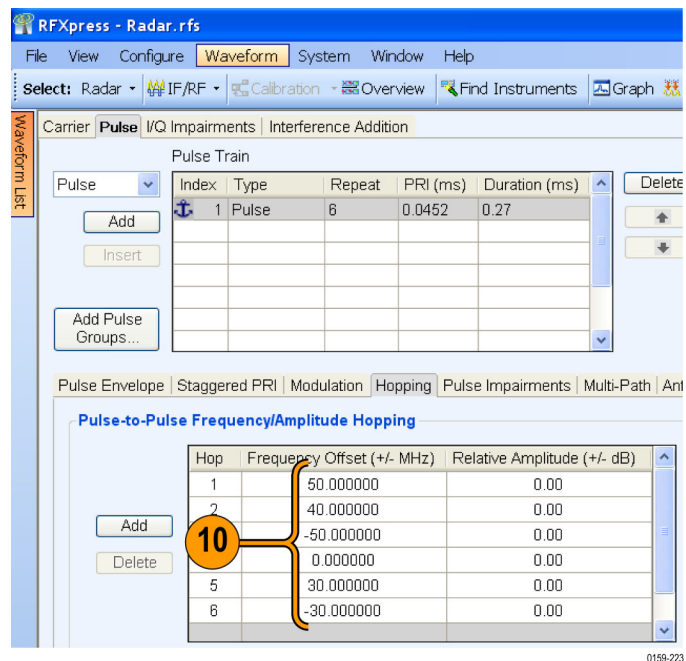 RFXpress - Radar.rfs
File View Configure Waveform System Window Help
Select: Radar IF/RF Calibration Overview Find Instruments Graph
Waveform List
Carrier Pulse I/Q Impairments Interference Addition
Pulse Train
Pulse
Index Type Repeat PRI (ms) Duration (ms)
1 Pulse 6 0.0452 0.27
Delete
Add
Insert
Add Pulse
Groups...
Pulse Envelope Staggered PRI Modulation Hopping Pulse Impairments Multi-Path Ant
Pulse-to-Pulse Frequency/Amplitude Hopping
Hop Frequency Offset (+/- MHz) Relative Amplitude (+/- dB)
1 50.000000 0.00
2 40.000000 0.00
Add
10
-50.000000 0.00
Delete
0.000000 0.00
5 30.000000 0.00
6 -30.000000 0.00
0159-223